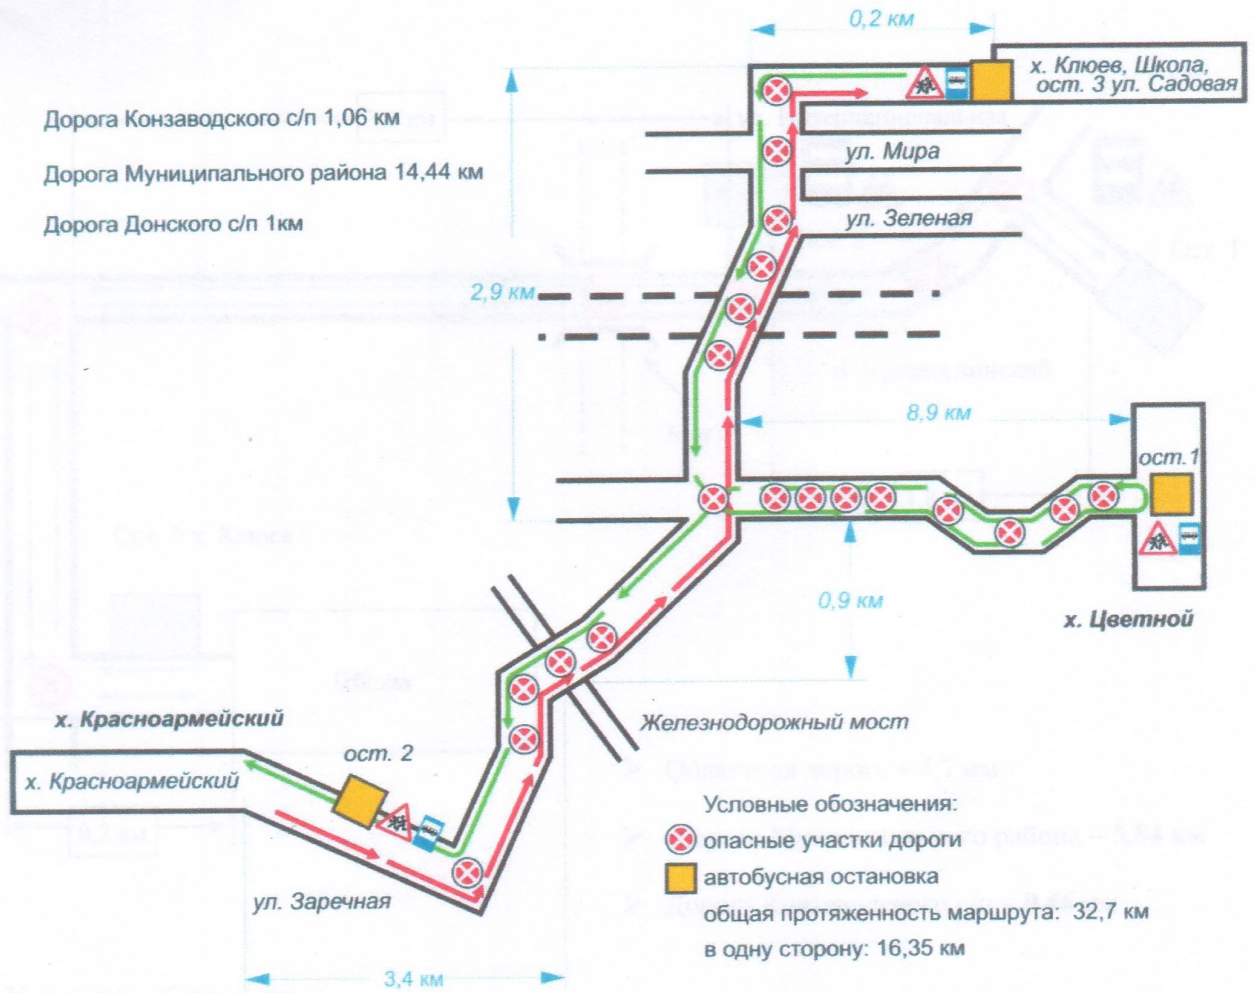 0,2 км
х. Клюев, Школа,
ост. 3 ул. Садовая
Дорога Конзаводского с/п 1,06 км
Дорога Муниципального района 14,44 км
Дорога Донского с/п 1км
ул. Мира
ул. Зеленая
2,9 км
8,9 км
ост.1
0,9 км
х. Цветной
Железнодорожный мост
х. Красноармейский
ост. 2
х. Красноармейский
ул. Заречная
3,4 км
Условные обозначения:
опасные участки дороги
автобусная остановка
общая протяженность маршрута: 32,7 км
в одну сторону: 16,35 км